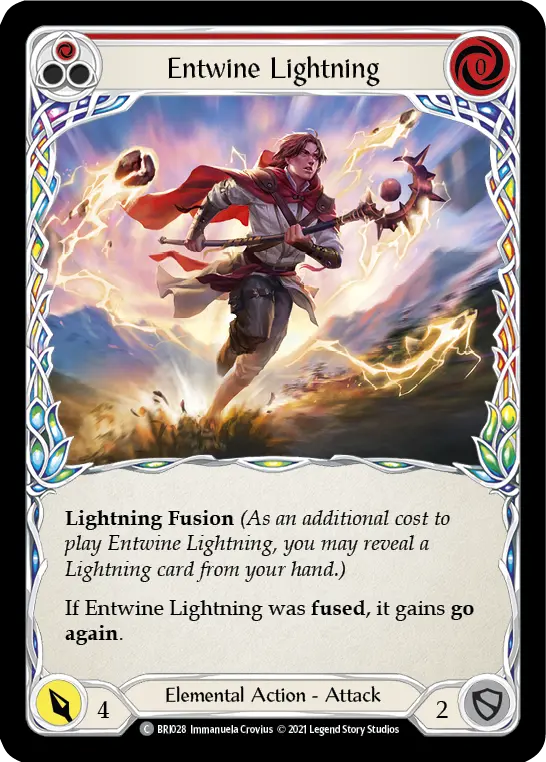 Entwine Lightning
0
Lightning Fusion (As an additional cost to
play Entwine Lightning, you may reveal a
Lightning card from your hand.)
If Entwine Lightning was fused, it gains go
again.
4
Elemental Action - Attack
2
C BRI028 Immanuela Crovius © 2021 Legend Story Studios